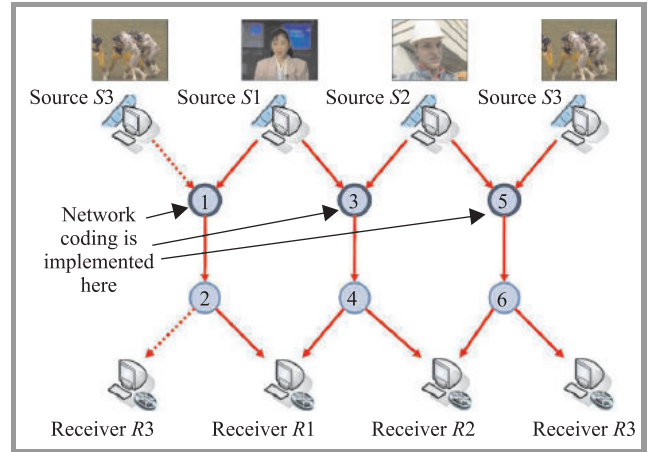 Source S3
Source S1
Source S2
Source S3
1
3
5
Network
coding is
implemented
here
2
4
6
Receiver R3
Receiver R1
Receiver R2
Receiver R3